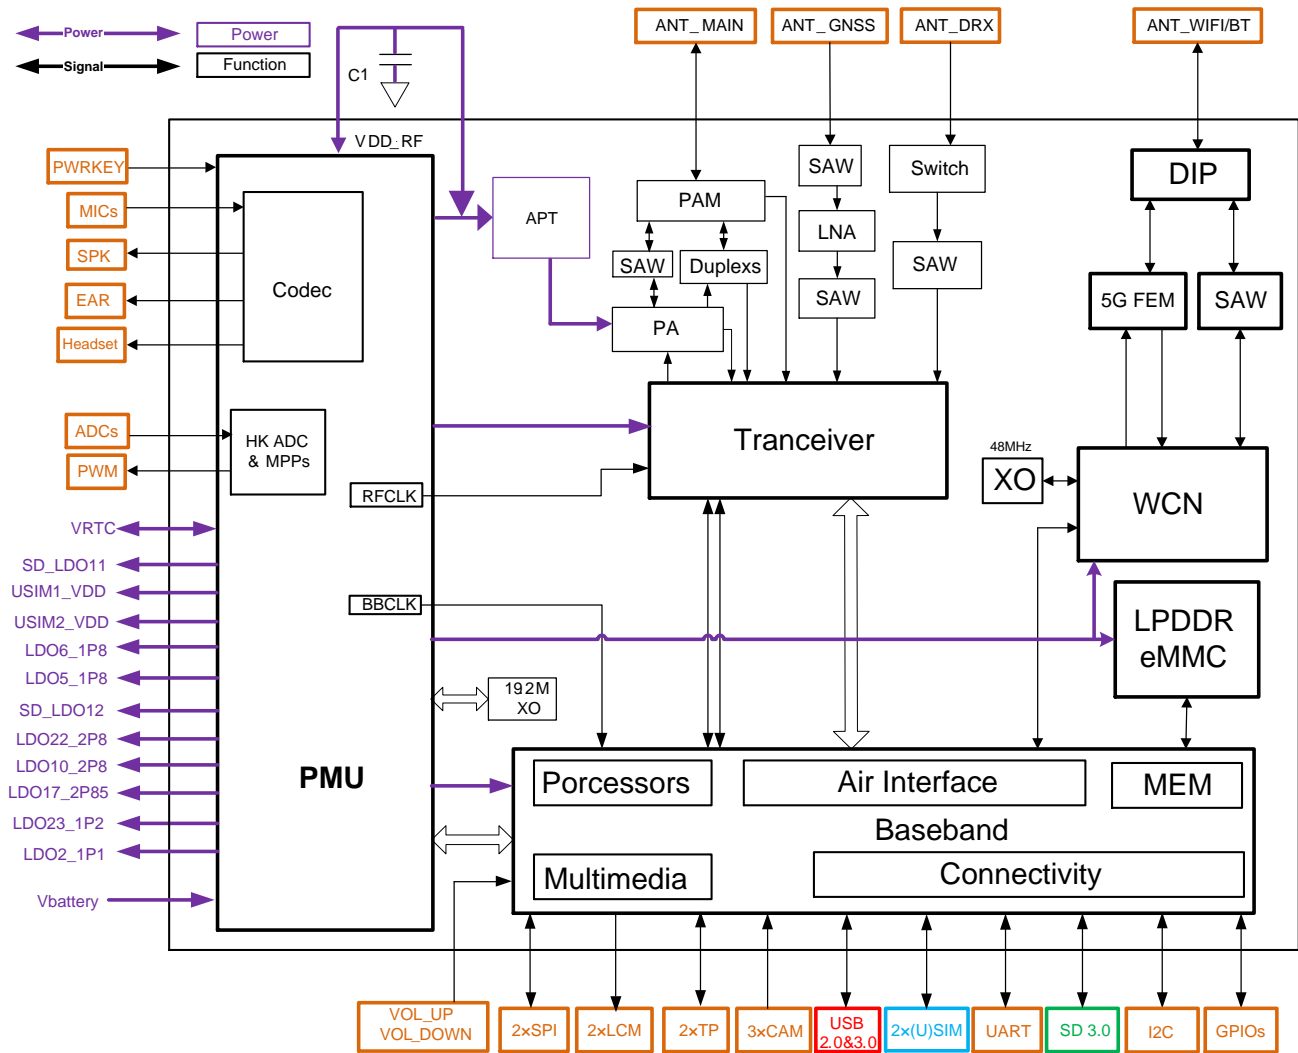 Power
Power
Signal
Function
C1
VDD_RF
ANT_MAIN
ANT_GNSS
ANT_DRX
ANT_WIFI/BT
PWRKEY
MICs
SPK
EAR
Headset
ADCs
PWM
Codec
HK ADC
& MPPs
RFCLK
BBCLK
PMU
APT
PAM
SAW
Duplexs
PA
SAW
LNA
SAW
Switch
SAW
DIP
5G FEM
SAW
Tranceiver
48MHz
XO
WCN
LPDDR
eMMC
19.2M
XO
VRTC
SD_LDO11
USIM1_VDD
USIM2_VDD
LDO6_1P8
LDO5_1P8
SD_LDO12
LDO22_2P8
LDO10_2P8
LDO17_2P85
LDO23_1P2
LDO2_1P1
Vbattery
Porcessors
Air Interface
MEM
Baseband
Multimedia
Connectivity
VOL_UP
VOL_DOWN
2×SPI
2×LCM
2×TP
3×CAM
USB
2.0&3.0
2×(U)SIM
UART
SD 3.0
I2C
GPIOs